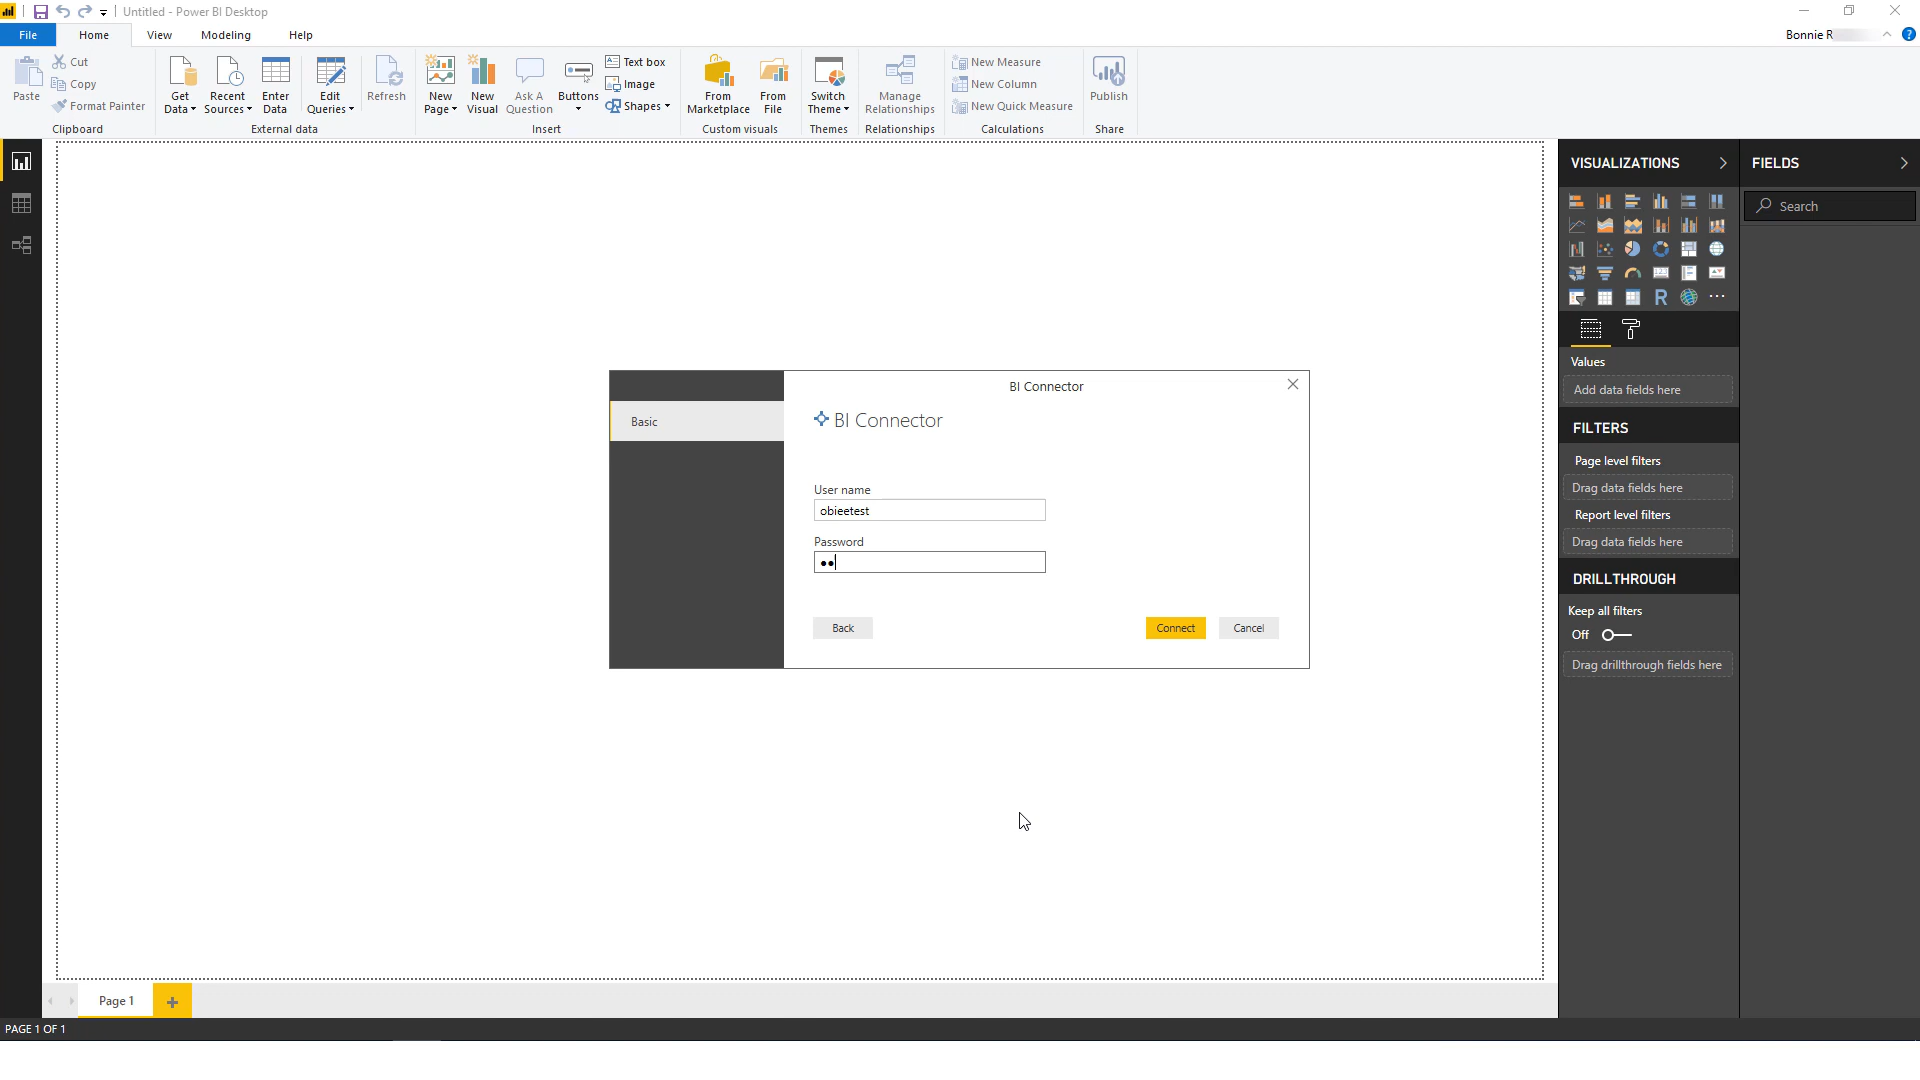 Untitled - Power BI Desktop
File Home View Modeling Help
Bonnie R
Paste
Cut
Copy
Format Painter
Clipboard
Get Data
Recent Sources
Enter Data
Edit Queries
Refresh
External data
New Page
New Visual
Ask A Question
Buttons
Text box
Image
Shapes
Insert
From Marketplace
From File
Custom visuals
Switch Theme
Themes
Manage Relationships
Relationships
New Measure
New Column
New Quick Measure
Calculations
Publish
Share
VISUALIZATIONS
R
Values
Add data fields here
FILTERS
Page level filters
Drag data fields here
Report level filters
Drag data fields here
DRILLTHROUGH
Keep all filters
Off
Drag drillthrough fields here
FIELDS
Search
BI Connector
Basic
BI Connector
User name
obieetest
Password
Back
Connect
Cancel
Page 1
PAGE 1 OF 1